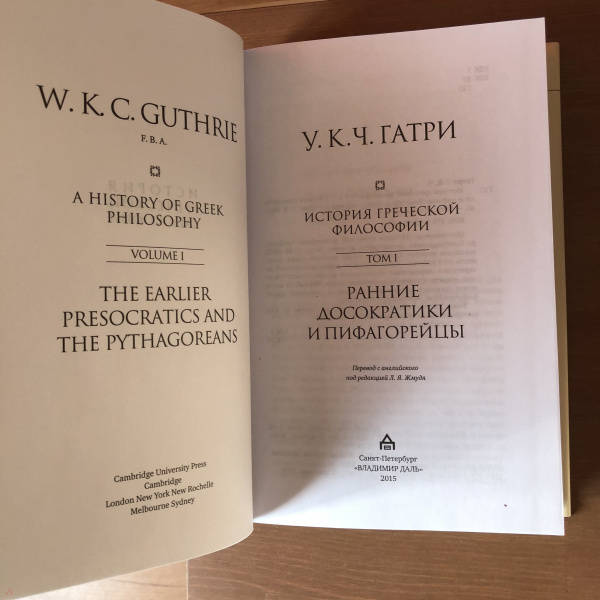 W. K. C. GUTHRIE
F. B. A.
A HISTORY OF GREEK
PHILOSOPHY
VOLUME I
THE EARLIER
PRESOCRATICS AND
THE PYTHAGOREANS
Cambridge University Press
Cambridge
London New York New Rochelle
Melbourne Sydney
У. К. Ч. ГАТРИ
ИСТОРИЯ ГРЕЧЕСКОЙ
ФИЛОСОФИИ
ТОМ I
РАННИЕ
ДОСОКРАТИКИ
И ПИФАГОРЕЙЦЫ
Перевод с английского
под редакцией Л. Я. Жмудя
Санкт-Петербург
«ВЛАДИМИР ДАЛЬ»
2015